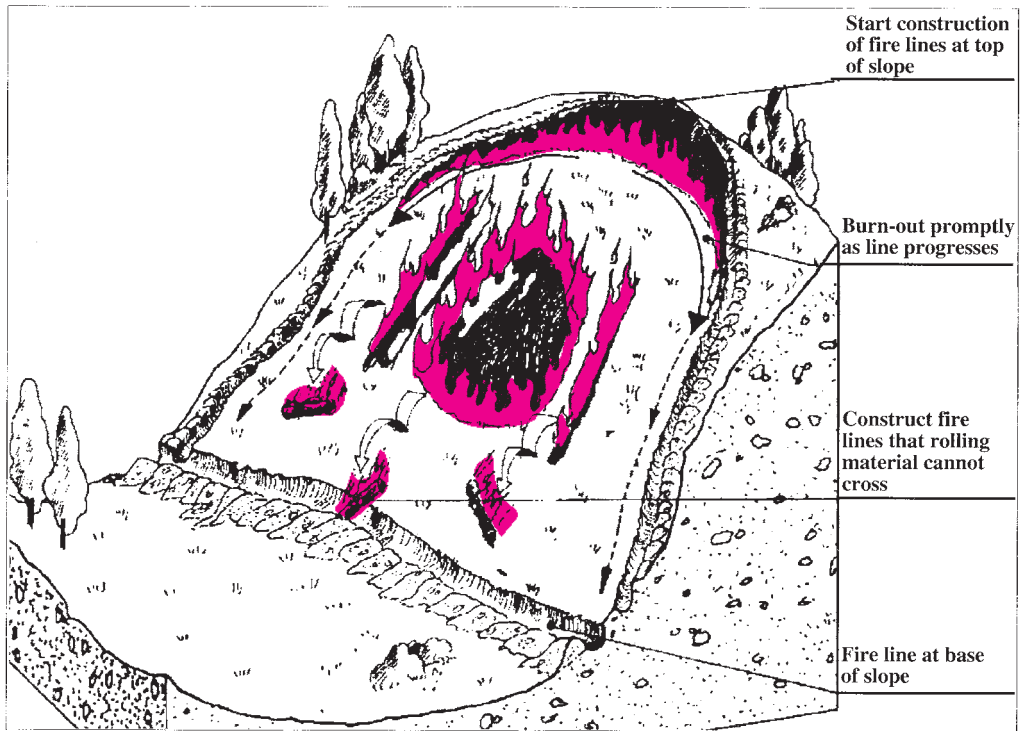 Start construction
of fire lines at top
of slope
Burn-out promptly
as line progresses
Construct fire
lines that rolling
material cannot
cross
Fire line at base
of slope